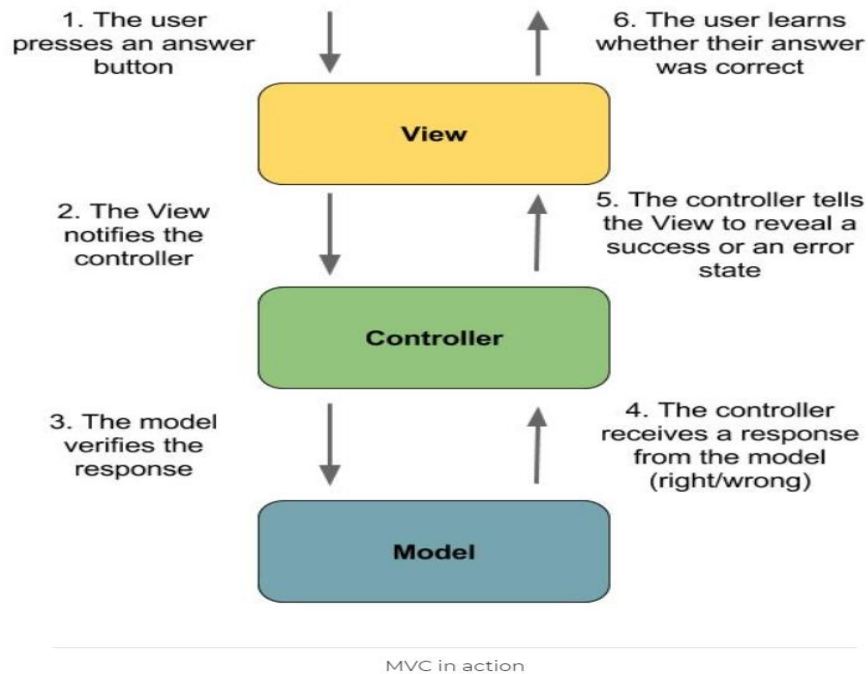 1. The user
presses an answer
button
6. The user learns
whether their answer
was correct
View
2. The View
notifies the
controller
5. The controller tells
the View to reveal a
success or an error
state
Controller
3. The model
verifies the
response
4. The controller
receives a response
from the model
(right/wrong)
Model
MVC in action